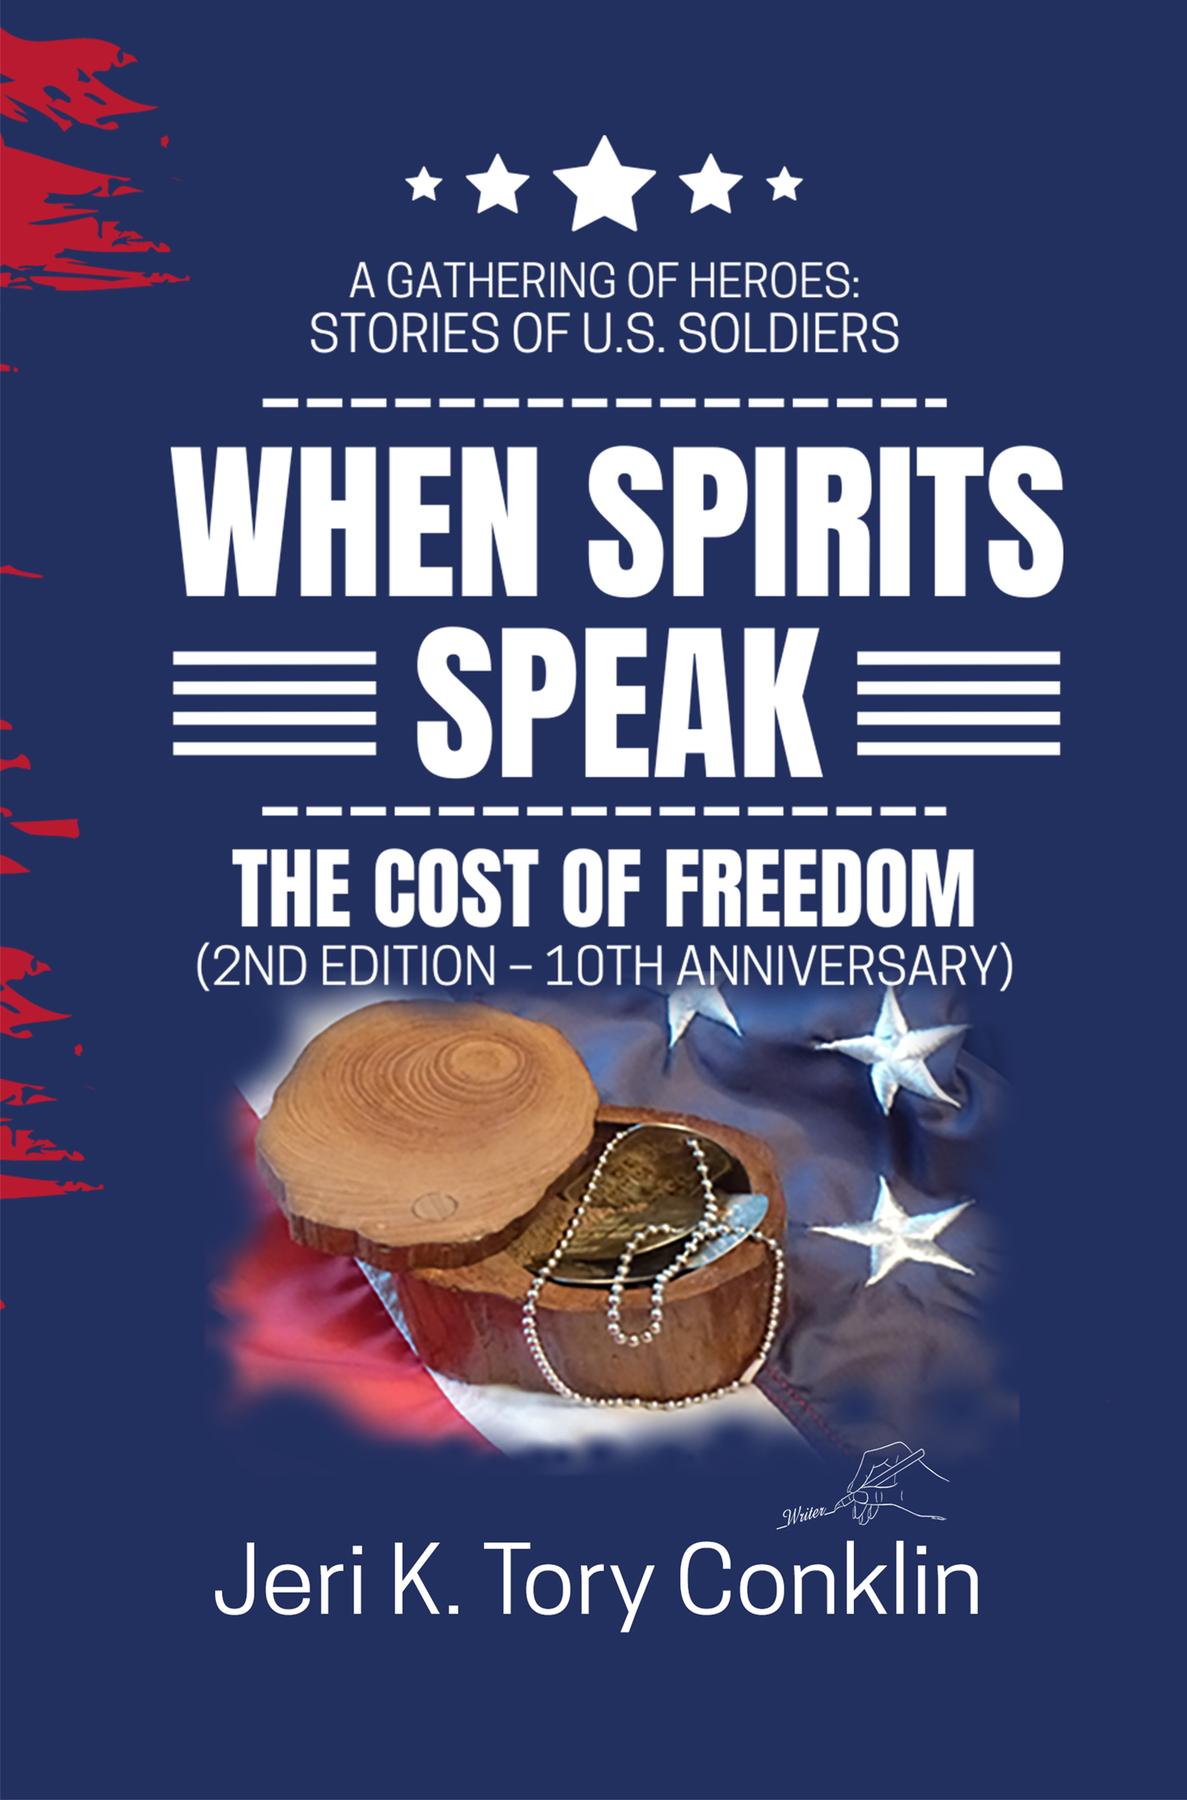 A GATHERING OF HEROES:
STORIES OF U.S. SOLDIERS
WHEN SPIRITS
SPEAK
THE COST OF FREEDOM
(2ND EDITION – 10TH ANNIVERSARY)
Writer
Jeri K. Tory Conklin